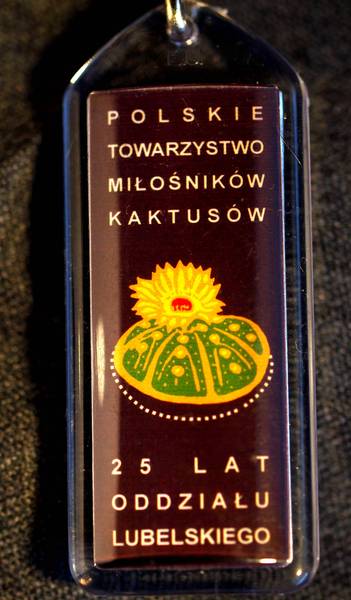 POLSKIE
TOWARZYSTWO
MIŁOŚNIKÓW
KAKTUSÓW
25 LAT
ODDZIAŁU
LUBELSKIEGO